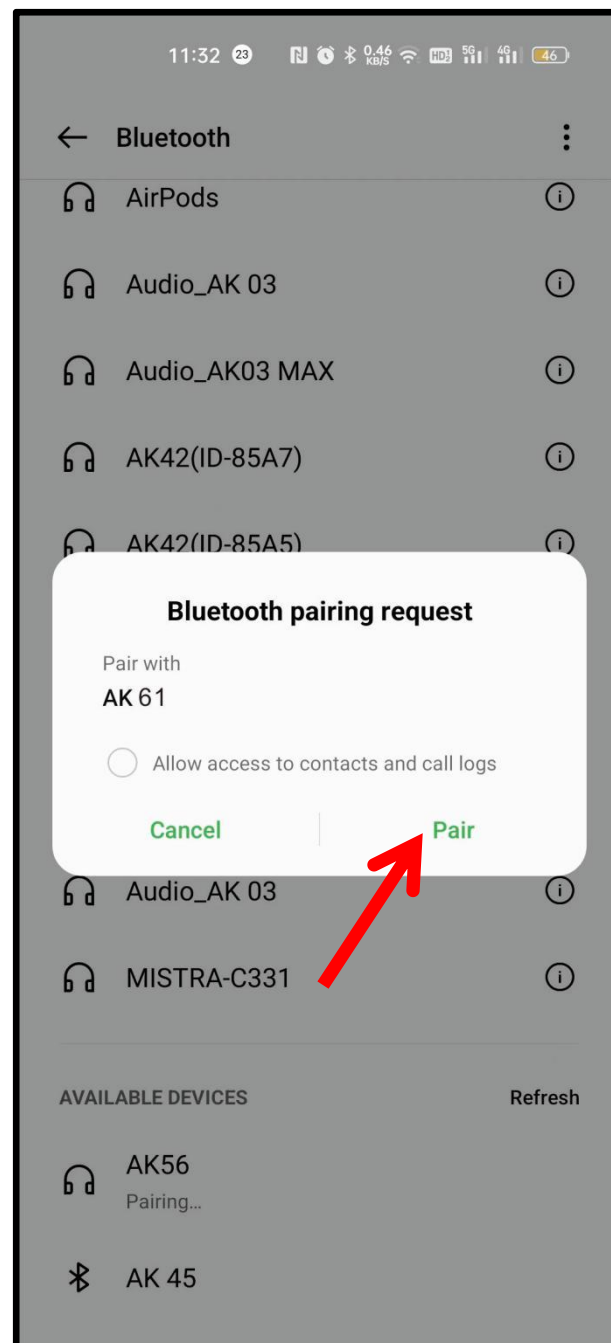 11:32 23 0.46 KB/S HD 5G 4G 46
Bluetooth
AirPods
Audio_AK 03
Audio_AK03 MAX
AK42(ID-85A7)
AK42(ID-85A5)
Bluetooth pairing request
Pair with
AK 61
Allow access to contacts and call logs
Cancel Pair
Audio_AK 03
MISTRA-C331
AVAILABLE DEVICES Refresh
AK56
Pairing...
AK 45